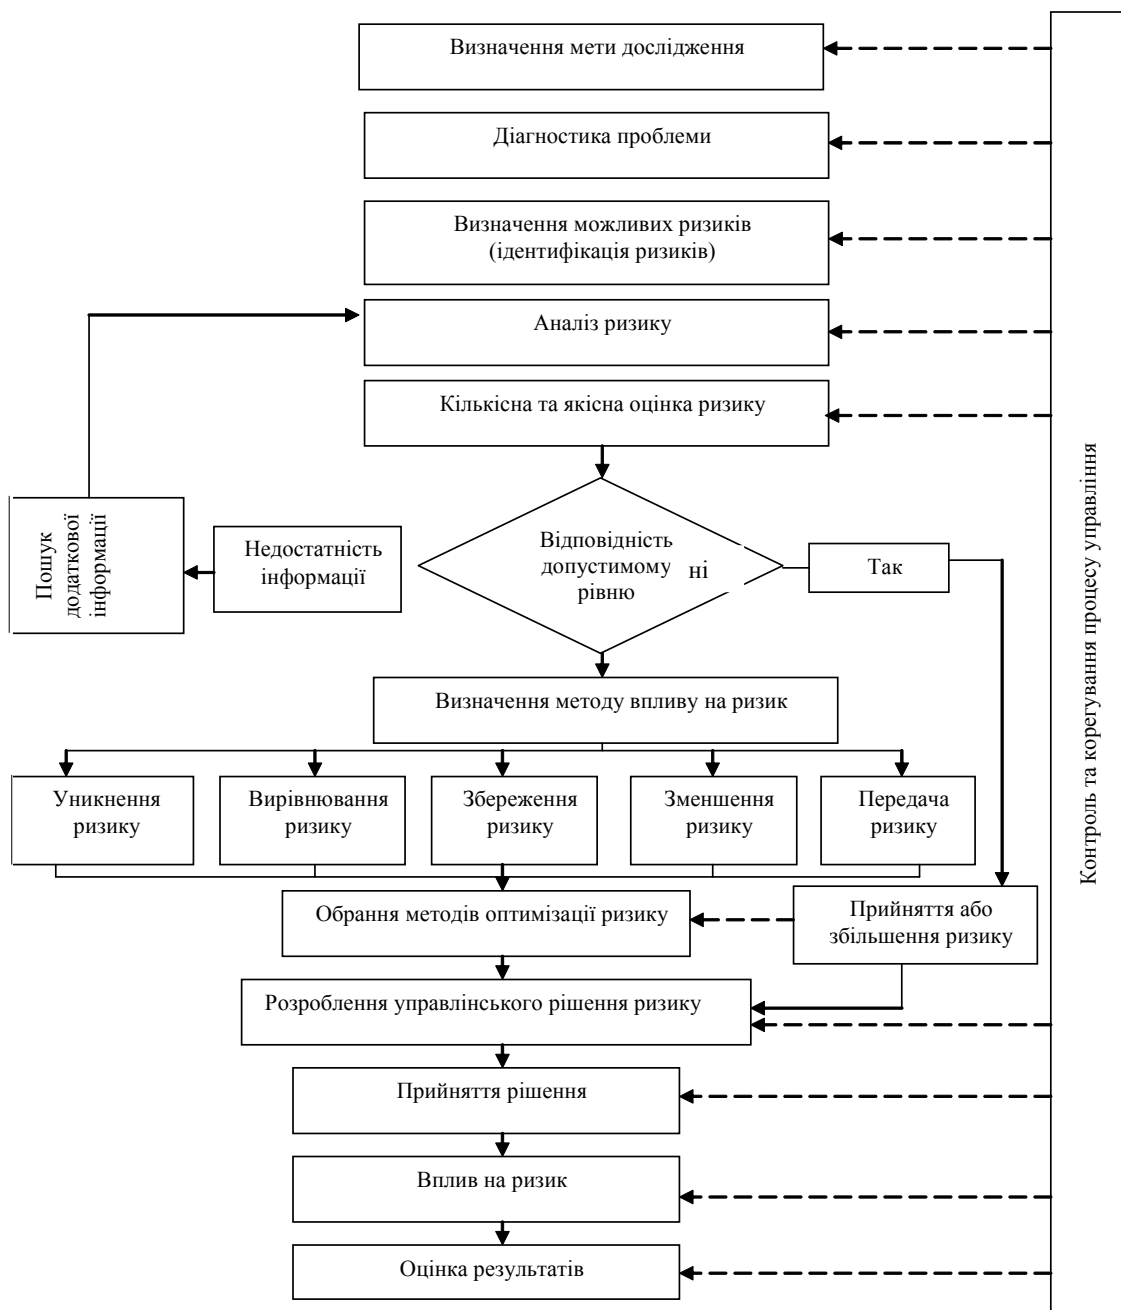 Визначення мети дослідження
Діагностика проблеми
Визначення можливих ризиків
(ідентифікація ризиків)
Аналіз ризику
Кількісна та якісна оцінка ризику
Пошук
додаткової
інформації
Недостатність
інформації
Відповідність
допустимому
рівню
ні
Так
Визначення методу впливу на ризик
Уникнення
ризику
Вирівнювання
ризику
Збереження
ризику
Зменшення
ризику
Передача
ризику
Обрання методів оптимізації ризику
Прийняття або
збільшення ризику
Розроблення управлінського рішення ризику
Прийняття рішення
Вплив на ризик
Оцінка результатів
Контроль та корегування процесу управління